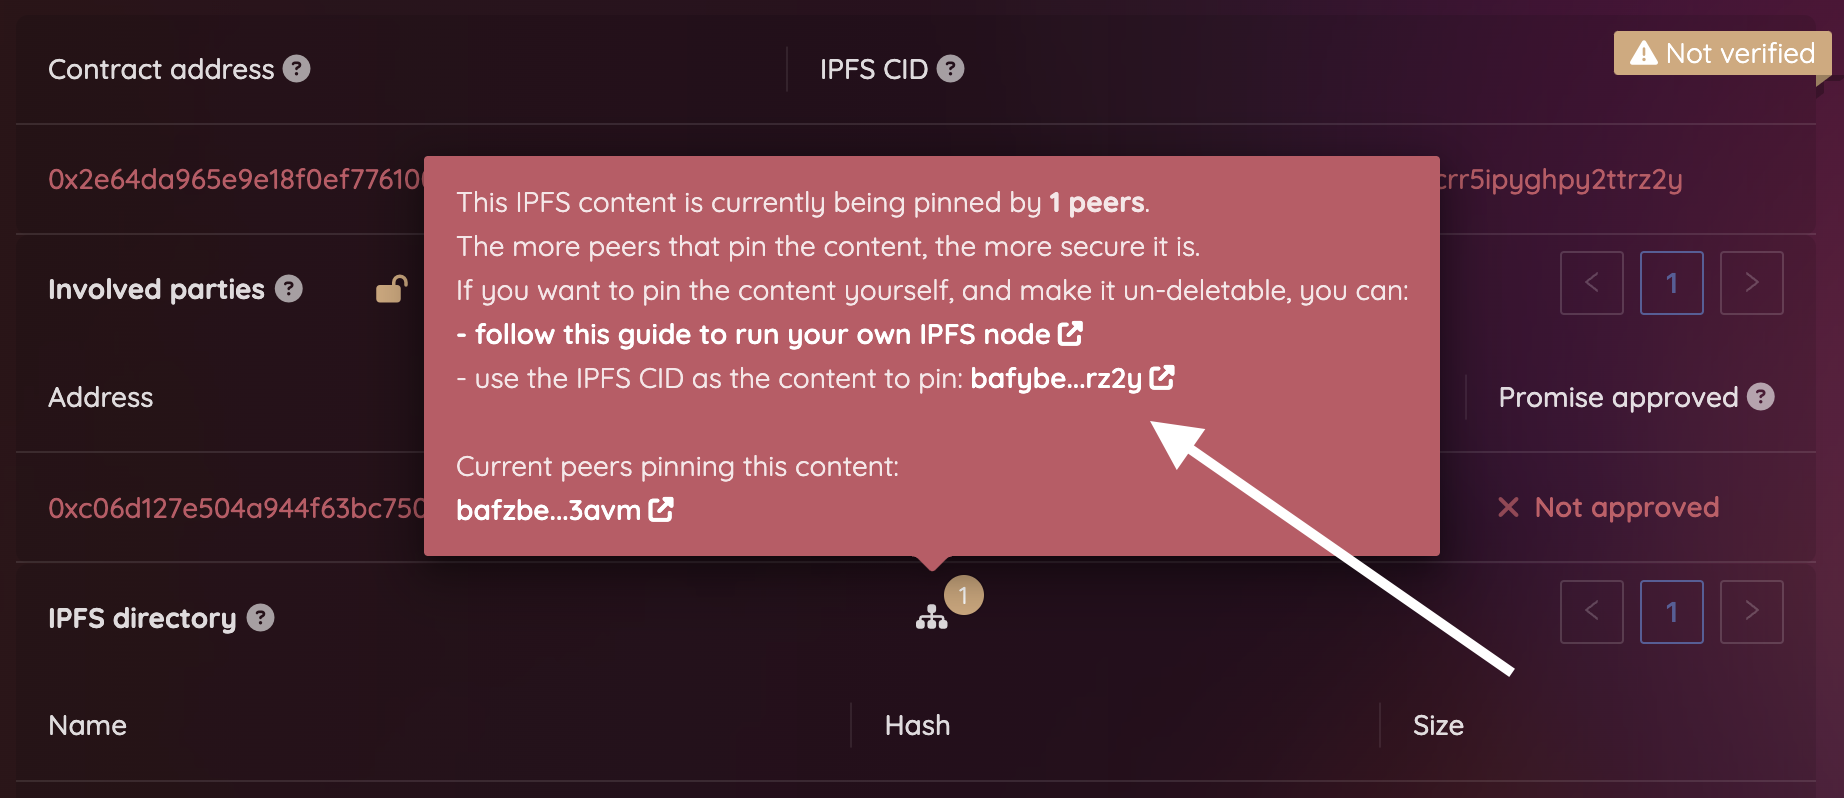 Contract address ?
IPFS CID ?
Not verified
0x2e64da965e9e18f0ef77610
crr5ipyghpy2ttrz2y
This IPFS content is currently being pinned by 1 peers.
The more peers that pin the content, the more secure it is.
If you want to pin the content yourself, and make it un-deletable, you can:
- follow this guide to run your own IPFS node
- use the IPFS CID as the content to pin: bafybe...rz2y
Current peers pinning this content:
bafzbe...3avm
Involved parties ?
< 1 >
Address
Promise approved ?
0xc06d127e504a944f63bc750
Not approved
IPFS directory ?
1
< 1 >
Name
Hash
Size